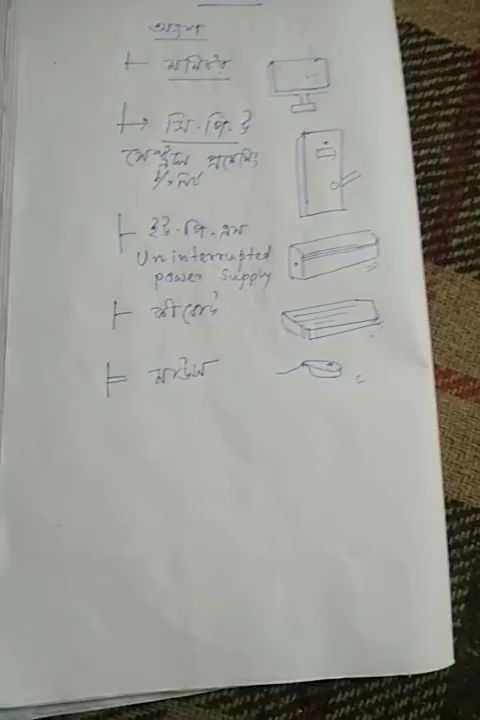 অংশ
মনিটর
সি.পি.ইউ
সেন্ট্রাল প্রসেসিং
ইউনিট
ইউ.পি.এস
Uninterrupted
power supply
কীবোর্ড
মাউস